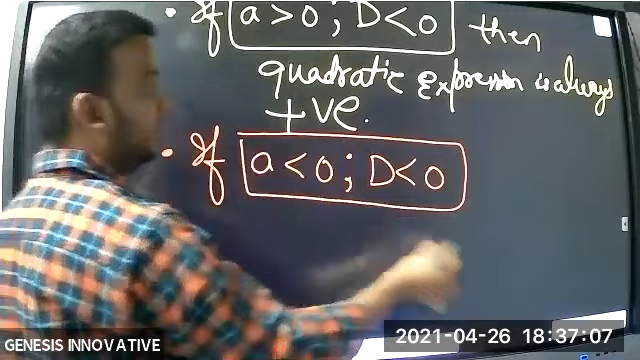 • If a > 0 ; D < 0 then
quadratic expression is always
+ve.
• If a < 0 ; D < 0
GENESIS INNOVATIVE
2021-04-26 18:37:07